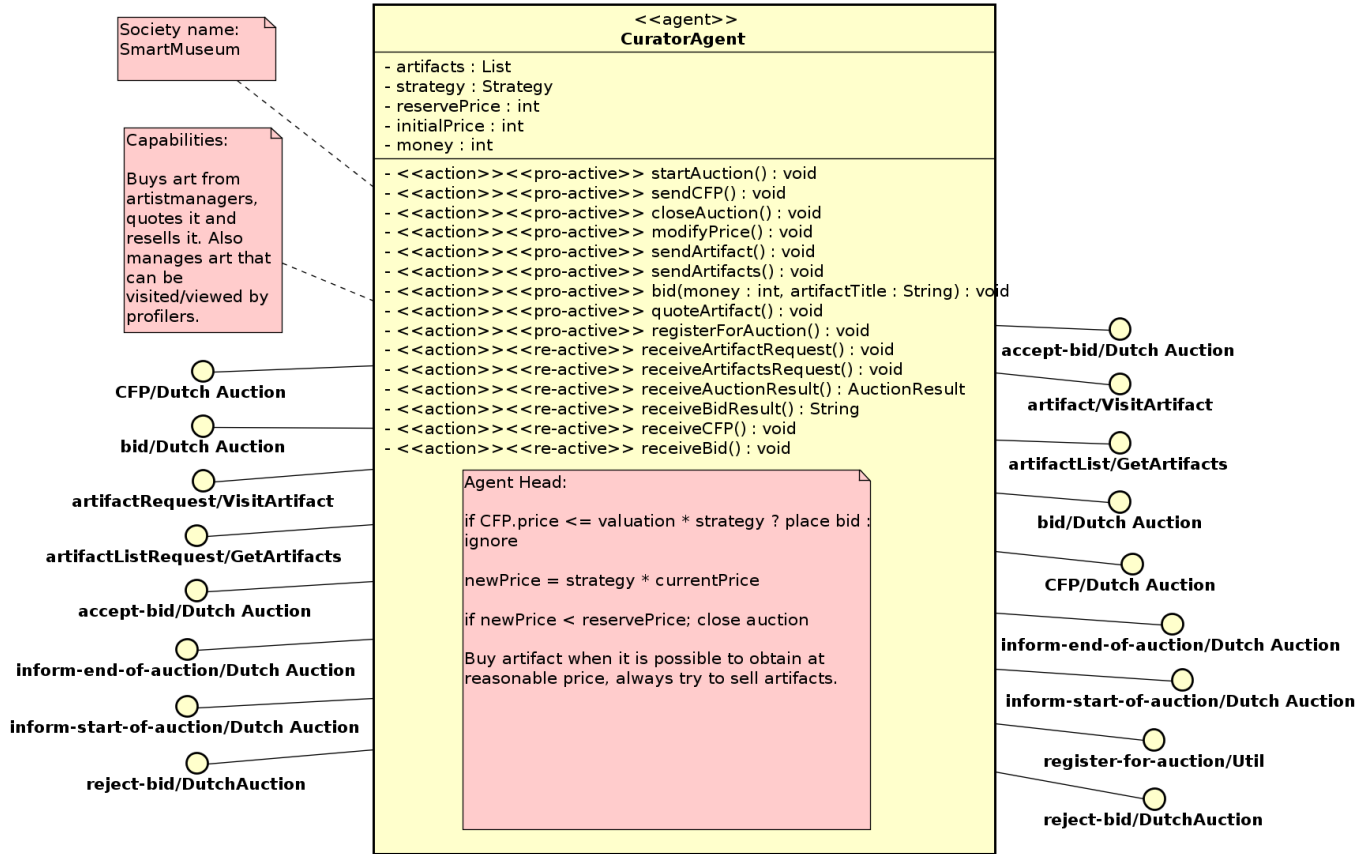 Society name:
SmartMuseum
Capabilities:
Buys art from
artistmanagers,
quotes it and
resells it. Also
manages art that
can be
visited/viewed by
profilers.
<<agent>>
CuratorAgent
- artifacts : List
- strategy : Strategy
- reservePrice : int
- initialPrice : int
- money : int
- <<action>><<pro-active>> startAuction() : void
- <<action>><<pro-active>> sendCFP() : void
- <<action>><<pro-active>> closeAuction() : void
- <<action>><<pro-active>> modifyPrice() : void
- <<action>><<pro-active>> sendArtifact() : void
- <<action>><<pro-active>> sendArtifacts() : void
- <<action>><<pro-active>> bid(money : int, artifactTitle : String) : void
- <<action>><<pro-active>> quoteArtifact() : void
- <<action>><<pro-active>> registerForAuction() : void
- <<action>><<re-active>> receiveArtifactRequest() : void
- <<action>><<re-active>> receiveArtifactsRequest() : void
- <<action>><<re-active>> receiveAuctionResult() : AuctionResult
- <<action>><<re-active>> receiveBidResult() : String
- <<action>><<re-active>> receiveCFP() : void
- <<action>><<re-active>> receiveBid() : void
Agent Head:
if CFP.price <= valuation * strategy ? place bid :
ignore
newPrice = strategy * currentPrice
if newPrice < reservePrice; close auction
Buy artifact when it is possible to obtain at
reasonable price, always try to sell artifacts.
CFP/Dutch Auction
bid/Dutch Auction
artifactRequest/VisitArtifact
artifactListRequest/GetArtifacts
accept-bid/Dutch Auction
inform-end-of-auction/Dutch Auction
inform-start-of-auction/Dutch Auction
reject-bid/DutchAuction
accept-bid/Dutch Auction
artifact/VisitArtifact
artifactList/GetArtifacts
bid/Dutch Auction
CFP/Dutch Auction
inform-end-of-auction/Dutch Auction
inform-start-of-auction/Dutch Auction
register-for-auction/Util
reject-bid/DutchAuction